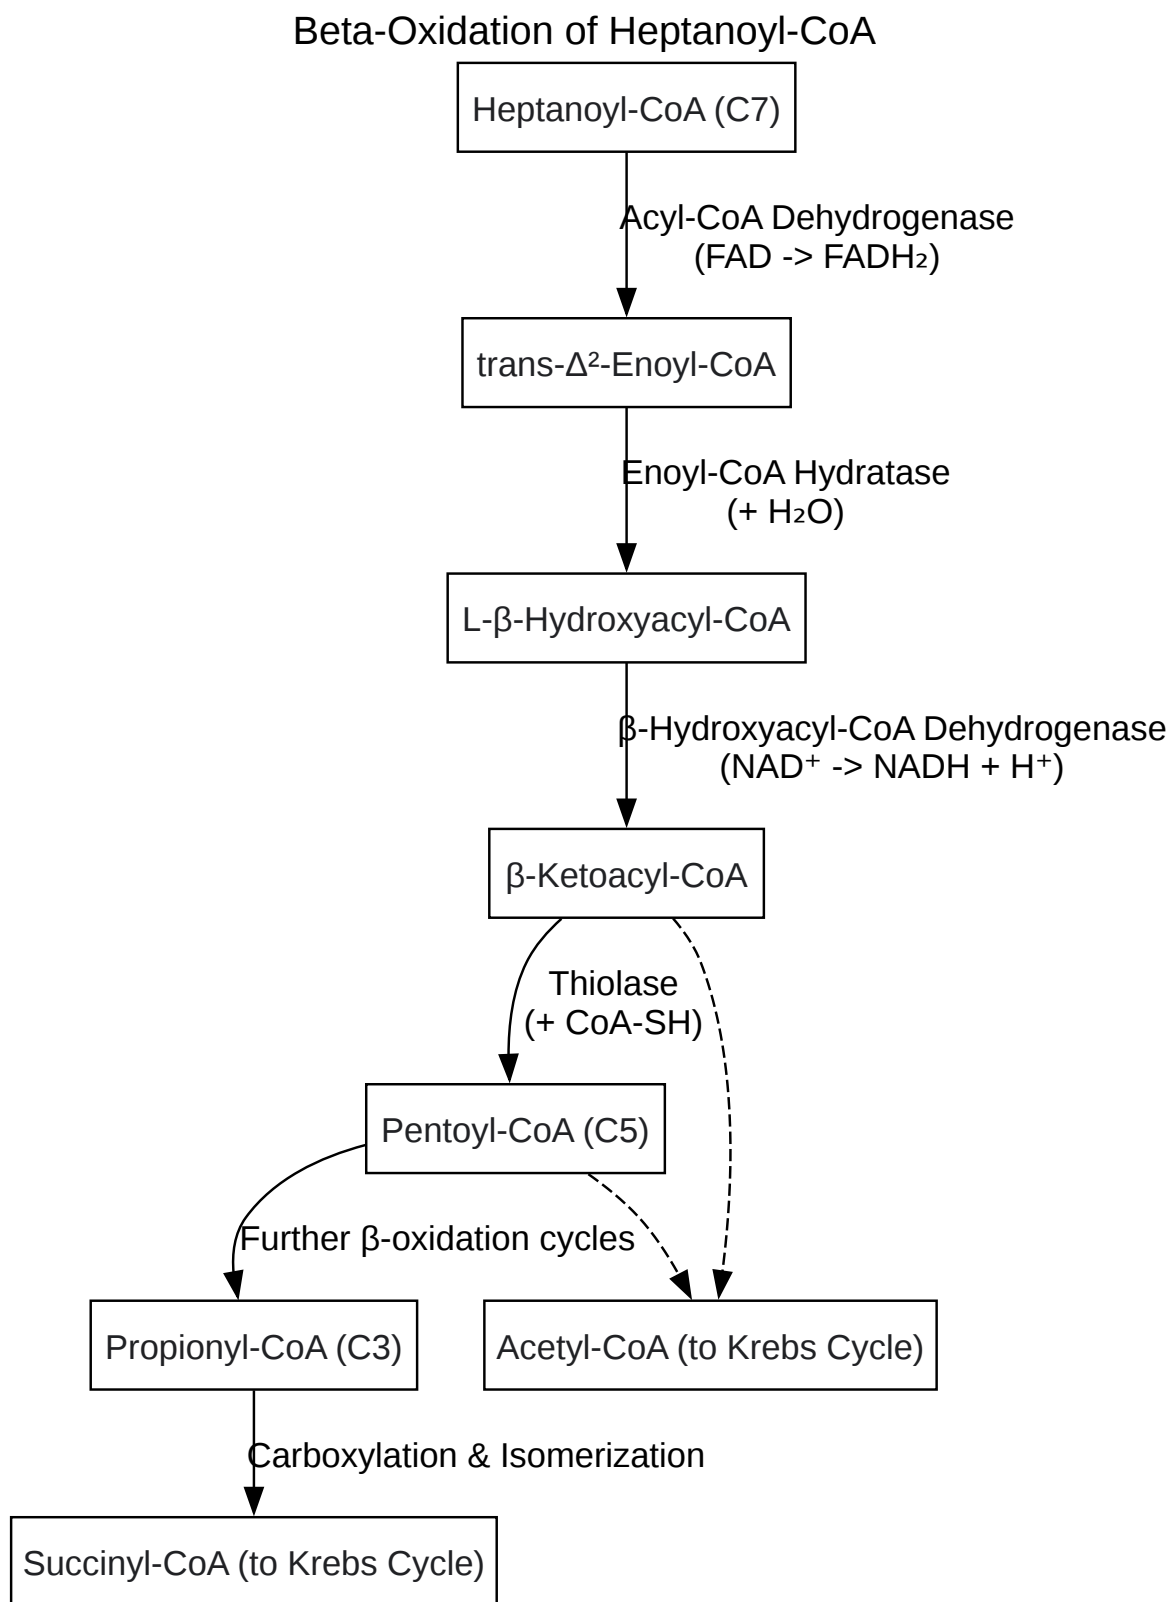 Beta-Oxidation of Heptanoyl-CoA
Heptanoyl-CoA (C7)
Acyl-CoA Dehydrogenase
(FAD -> FADH₂)
trans-Δ²-Enoyl-CoA
Enoyl-CoA Hydratase
(+ H₂O)
L-β-Hydroxyacyl-CoA
β-Hydroxyacyl-CoA Dehydrogenase
(NAD⁺ -> NADH + H⁺)
β-Ketoacyl-CoA
Thiolase
(+ CoA-SH)
Pentoyl-CoA (C5)
Further β-oxidation cycles
Propionyl-CoA (C3)
Acetyl-CoA (to Krebs Cycle)
Carboxylation & Isomerization
Succinyl-CoA (to Krebs Cycle)